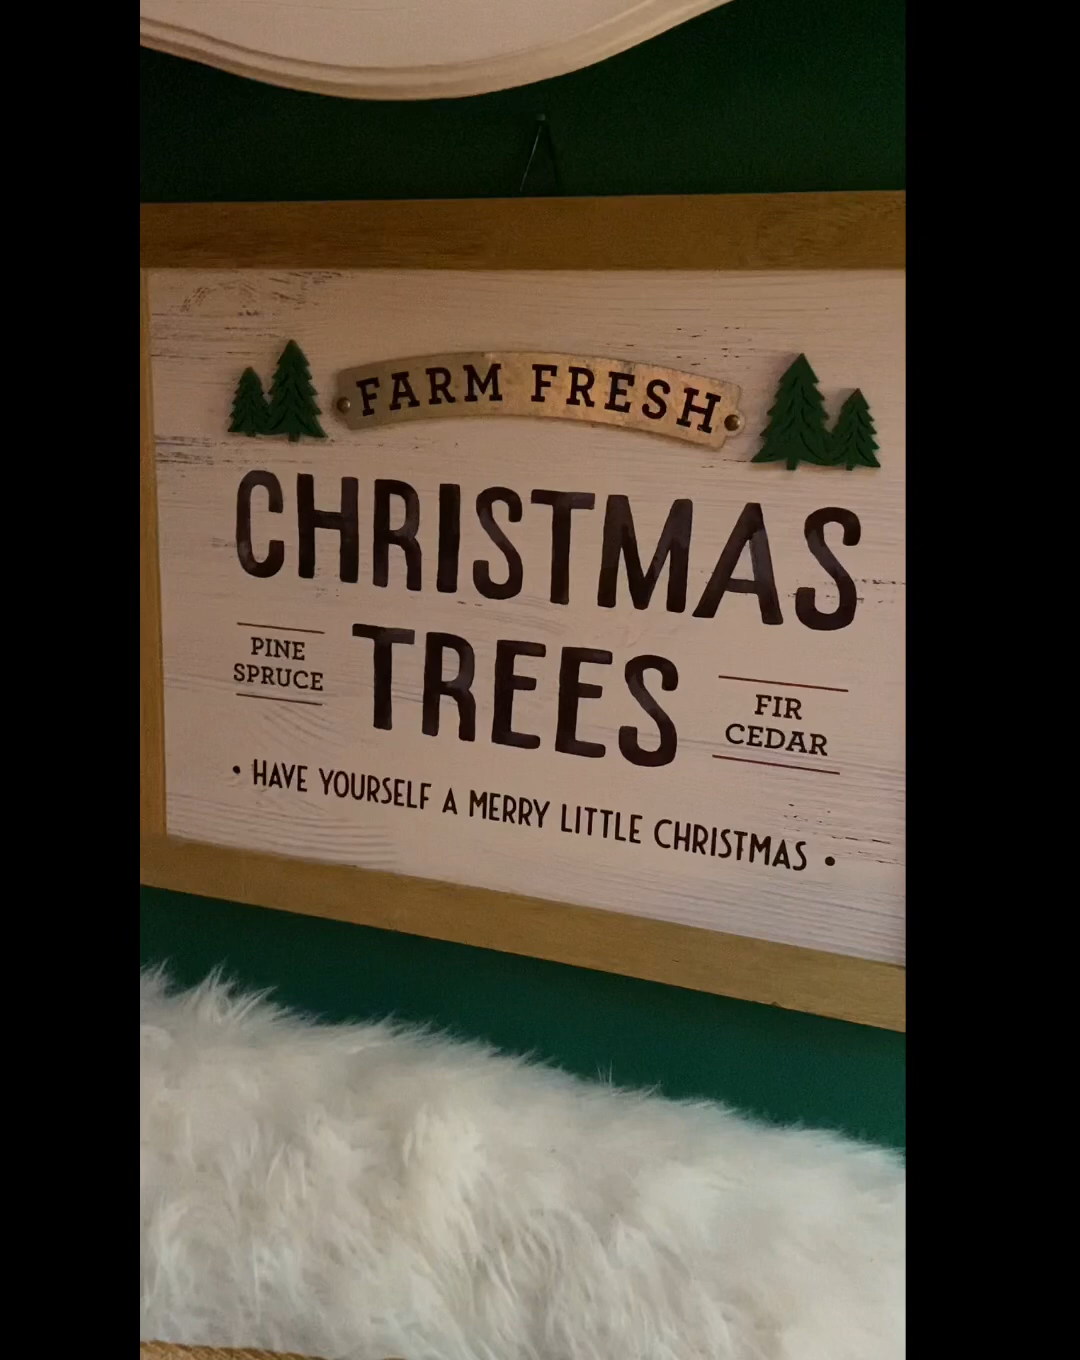 FARM FRESH
CHRISTMAS
TREES
PINE
SPRUCE
FIR
CEDAR
• HAVE YOURSELF A MERRY LITTLE CHRISTMAS •